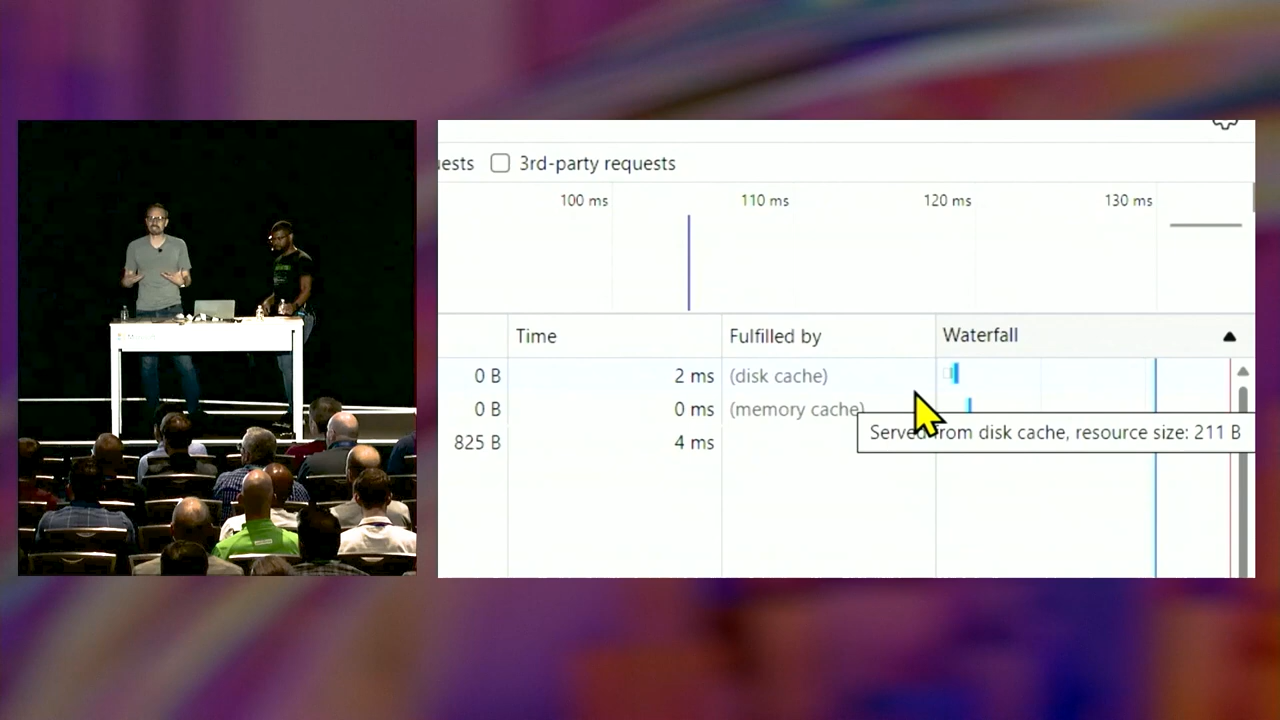 uests 3rd-party requests
100 ms 110 ms 120 ms 130 ms
Time Fulfilled by Waterfall
0 B 2 ms (disk cache)
0 B 0 ms (memory cache)
Served from disk cache, resource size: 211 B
825 B 4 ms